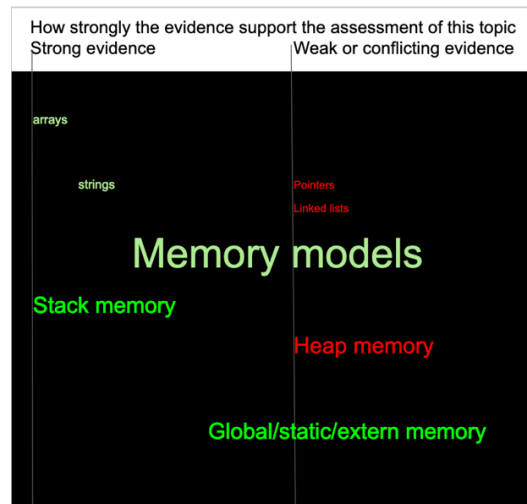 How strongly the evidence support the assessment of this topic
Strong evidence
Weak or conflicting evidence
arrays
strings
Pointers
Linked lists
Memory models
Stack memory
Heap memory
Global/static/extern memory